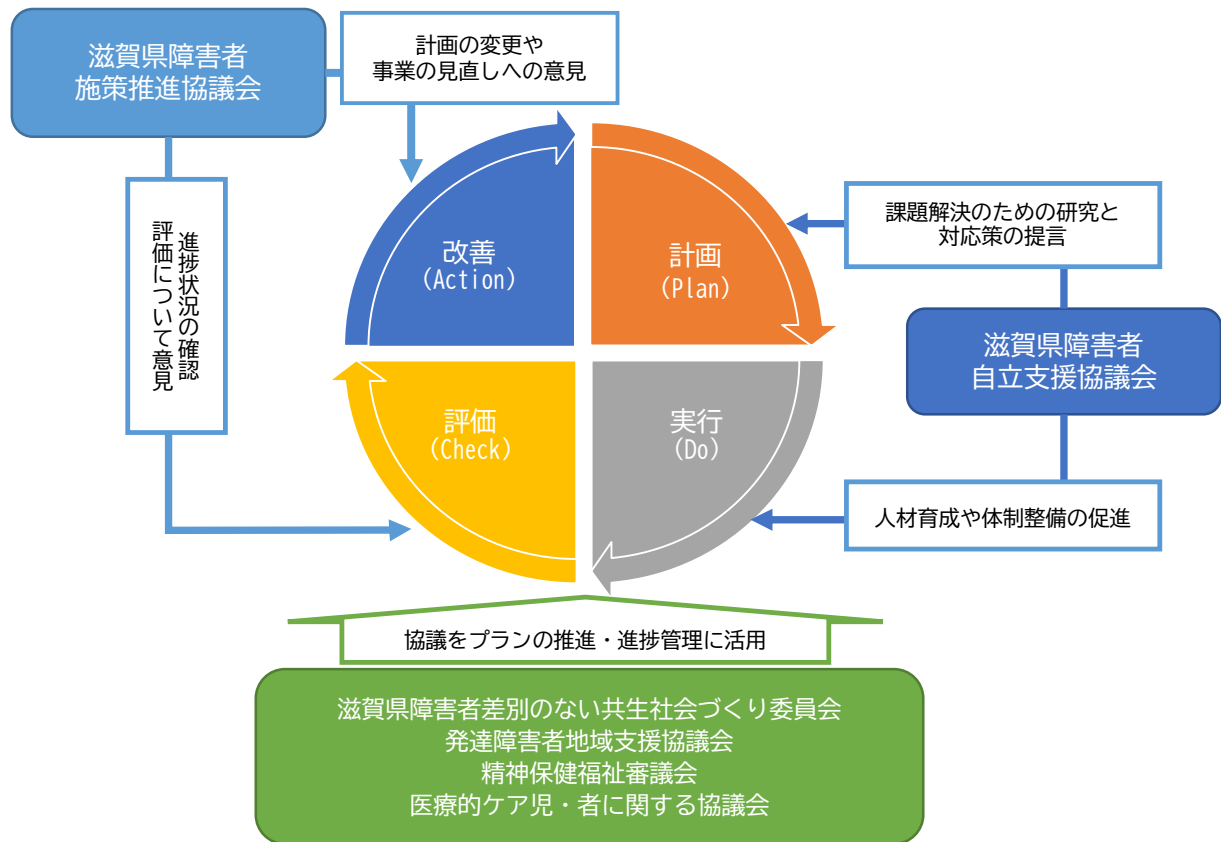 滋賀県障害者
施策推進協議会
計画の変更や
事業の見直しへの意見
進捗状況の確認
評価について意見
改善
(Action)
計画
(Plan)
課題解決のための研究と
対応策の提言
滋賀県障害者
自立支援協議会
評価
(Check)
実行
(Do)
人材育成や体制整備の促進
協議をプランの推進・進捗管理に活用
滋賀県障害者差別のない共生社会づくり委員会
発達障害者地域支援協議会
精神保健福祉審議会
医療的ケア児・者に関する協議会